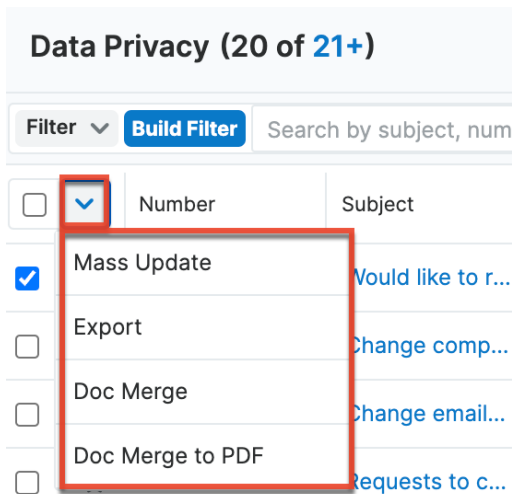 Data Privacy (20 of 21+)
Filter Build Filter Search by subject, num
Number Subject
Mass Update
Would like to r...
Export
Change comp...
Doc Merge
Change email...
Doc Merge to PDF
Requests to c...